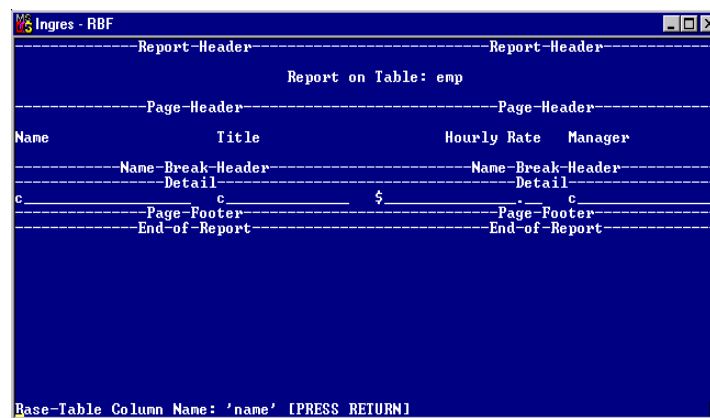 Ingres - RBF
--------------Report-Header---------------------------Report-Header------------
Report on Table: emp
---------------Page-Header-----------------------------Page-Header-------------
Name Title Hourly Rate Manager
------------Name-Break-Header-----------------------Name-Break-Header----------
-----------------Detail-----------------------------------Detail----------------
c___________________ c______________ $_______________.__ c________________
---------------Page-Footer-----------------------------Page-Footer-------------
--------------End-of-Report---------------------------End-of-Report------------
Base-Table Column Name: 'name' [PRESS RETURN]